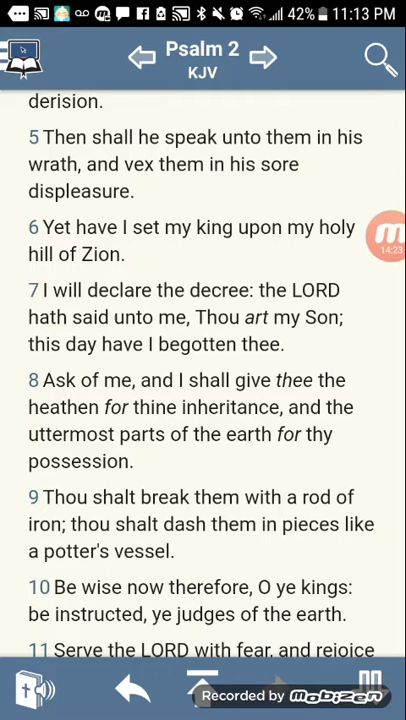 42% 11:13 PM
Psalm 2
KJV
derision.
5 Then shall he speak unto them in his
wrath, and vex them in his sore
displeasure.
6 Yet have I set my king upon my holy
hill of Zion.
14:23
7 I will declare the decree: the LORD
hath said unto me, Thou art my Son;
this day have I begotten thee.
8 Ask of me, and I shall give thee the
heathen for thine inheritance, and the
uttermost parts of the earth for thy
possession.
9 Thou shalt break them with a rod of
iron; thou shalt dash them in pieces like
a potter's vessel.
10 Be wise now therefore, O ye kings:
be instructed, ye judges of the earth.
11 Serve the LORD with fear, and rejoice
Recorded by mobizen